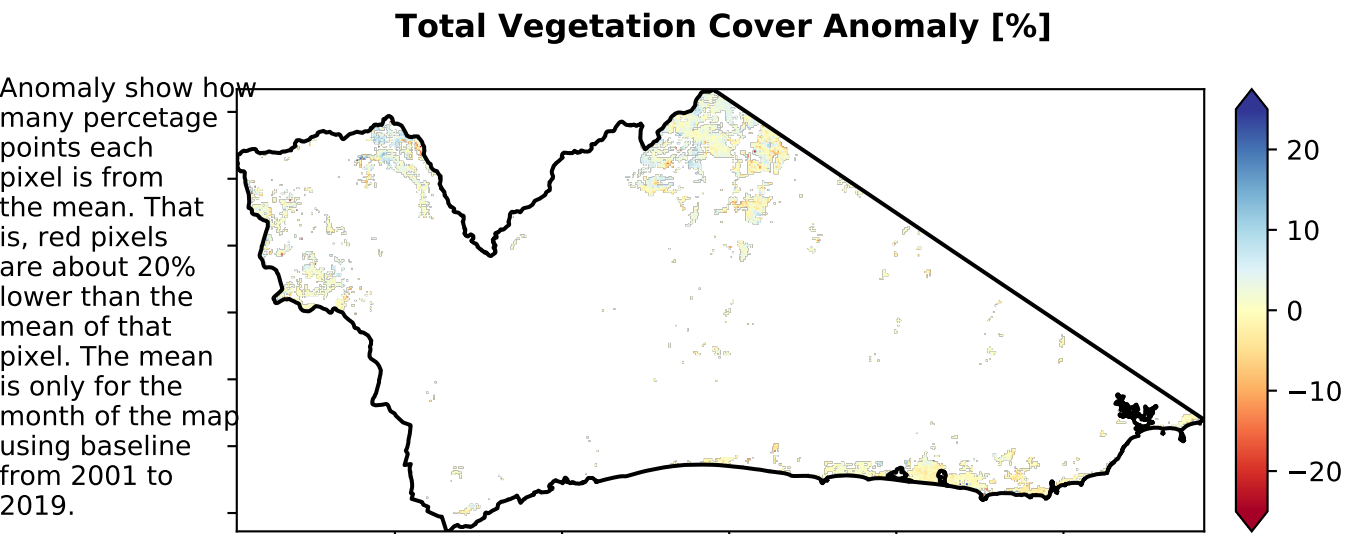 Total Vegetation Cover Anomaly [%]
Anomaly show how
many percetage
points each
pixel is from
the mean. That
is, red pixels
are about 20%
lower than the
mean of that
pixel. The mean
is only for the
month of the map
using baseline
from 2001 to
2019.
20
10
0
−10
−20